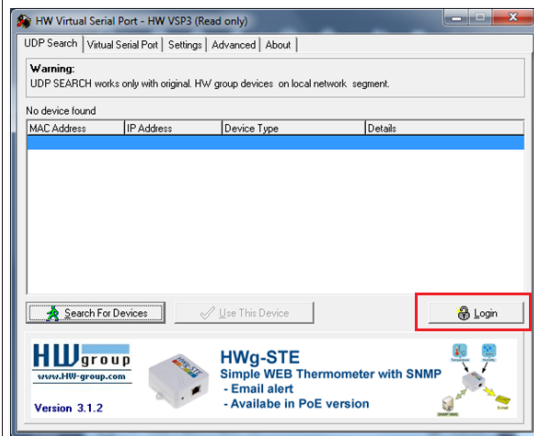 HW Virtual Serial Port - HW VSP3 (Read only)
UDP Search Virtual Serial Port Settings Advanced About
Warning:
UDP SEARCH works only with original HW group devices on local network segment.
No device found
MAC Address IP Address Device Type Details
Search For Devices Use This Device Login
HW group
www.HW-group.com
Version 3.1.2
HWg-STE
Simple WEB Thermometer with SNMP
- Email alert
- Availabe in PoE version